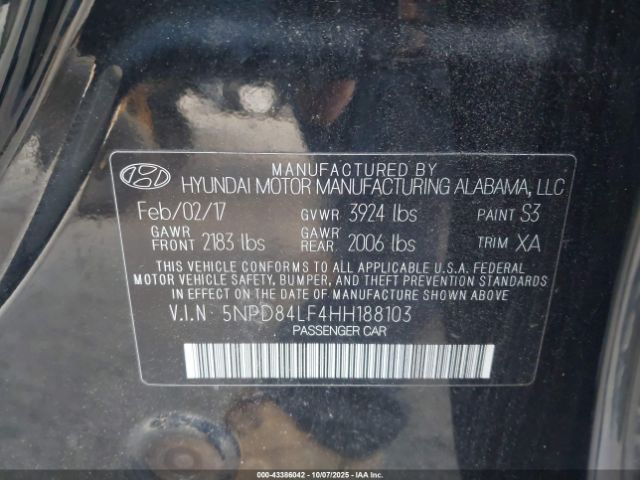 MANUFACTURED BY
HYUNDAI MOTOR MANUFACTURING ALABAMA, LLC
Feb/02/17 GVWR 3924 lbs PAINT S3
GAWR FRONT 2183 lbs GAWR REAR 2006 lbs TRIM XA
THIS VEHICLE CONFORMS TO ALL APPLICABLE U.S.A. FEDERAL
MOTOR VEHICLE SAFETY, BUMPER, AND THEFT PREVENTION STANDARDS
IN EFFECT ON THE DATE OF MANUFACTURE SHOWN ABOVE.
V.I.N : 5NPD84LF4HH188103
PASSENGER CAR
000-43386042 - 10/07/2025 - IAAI.COM